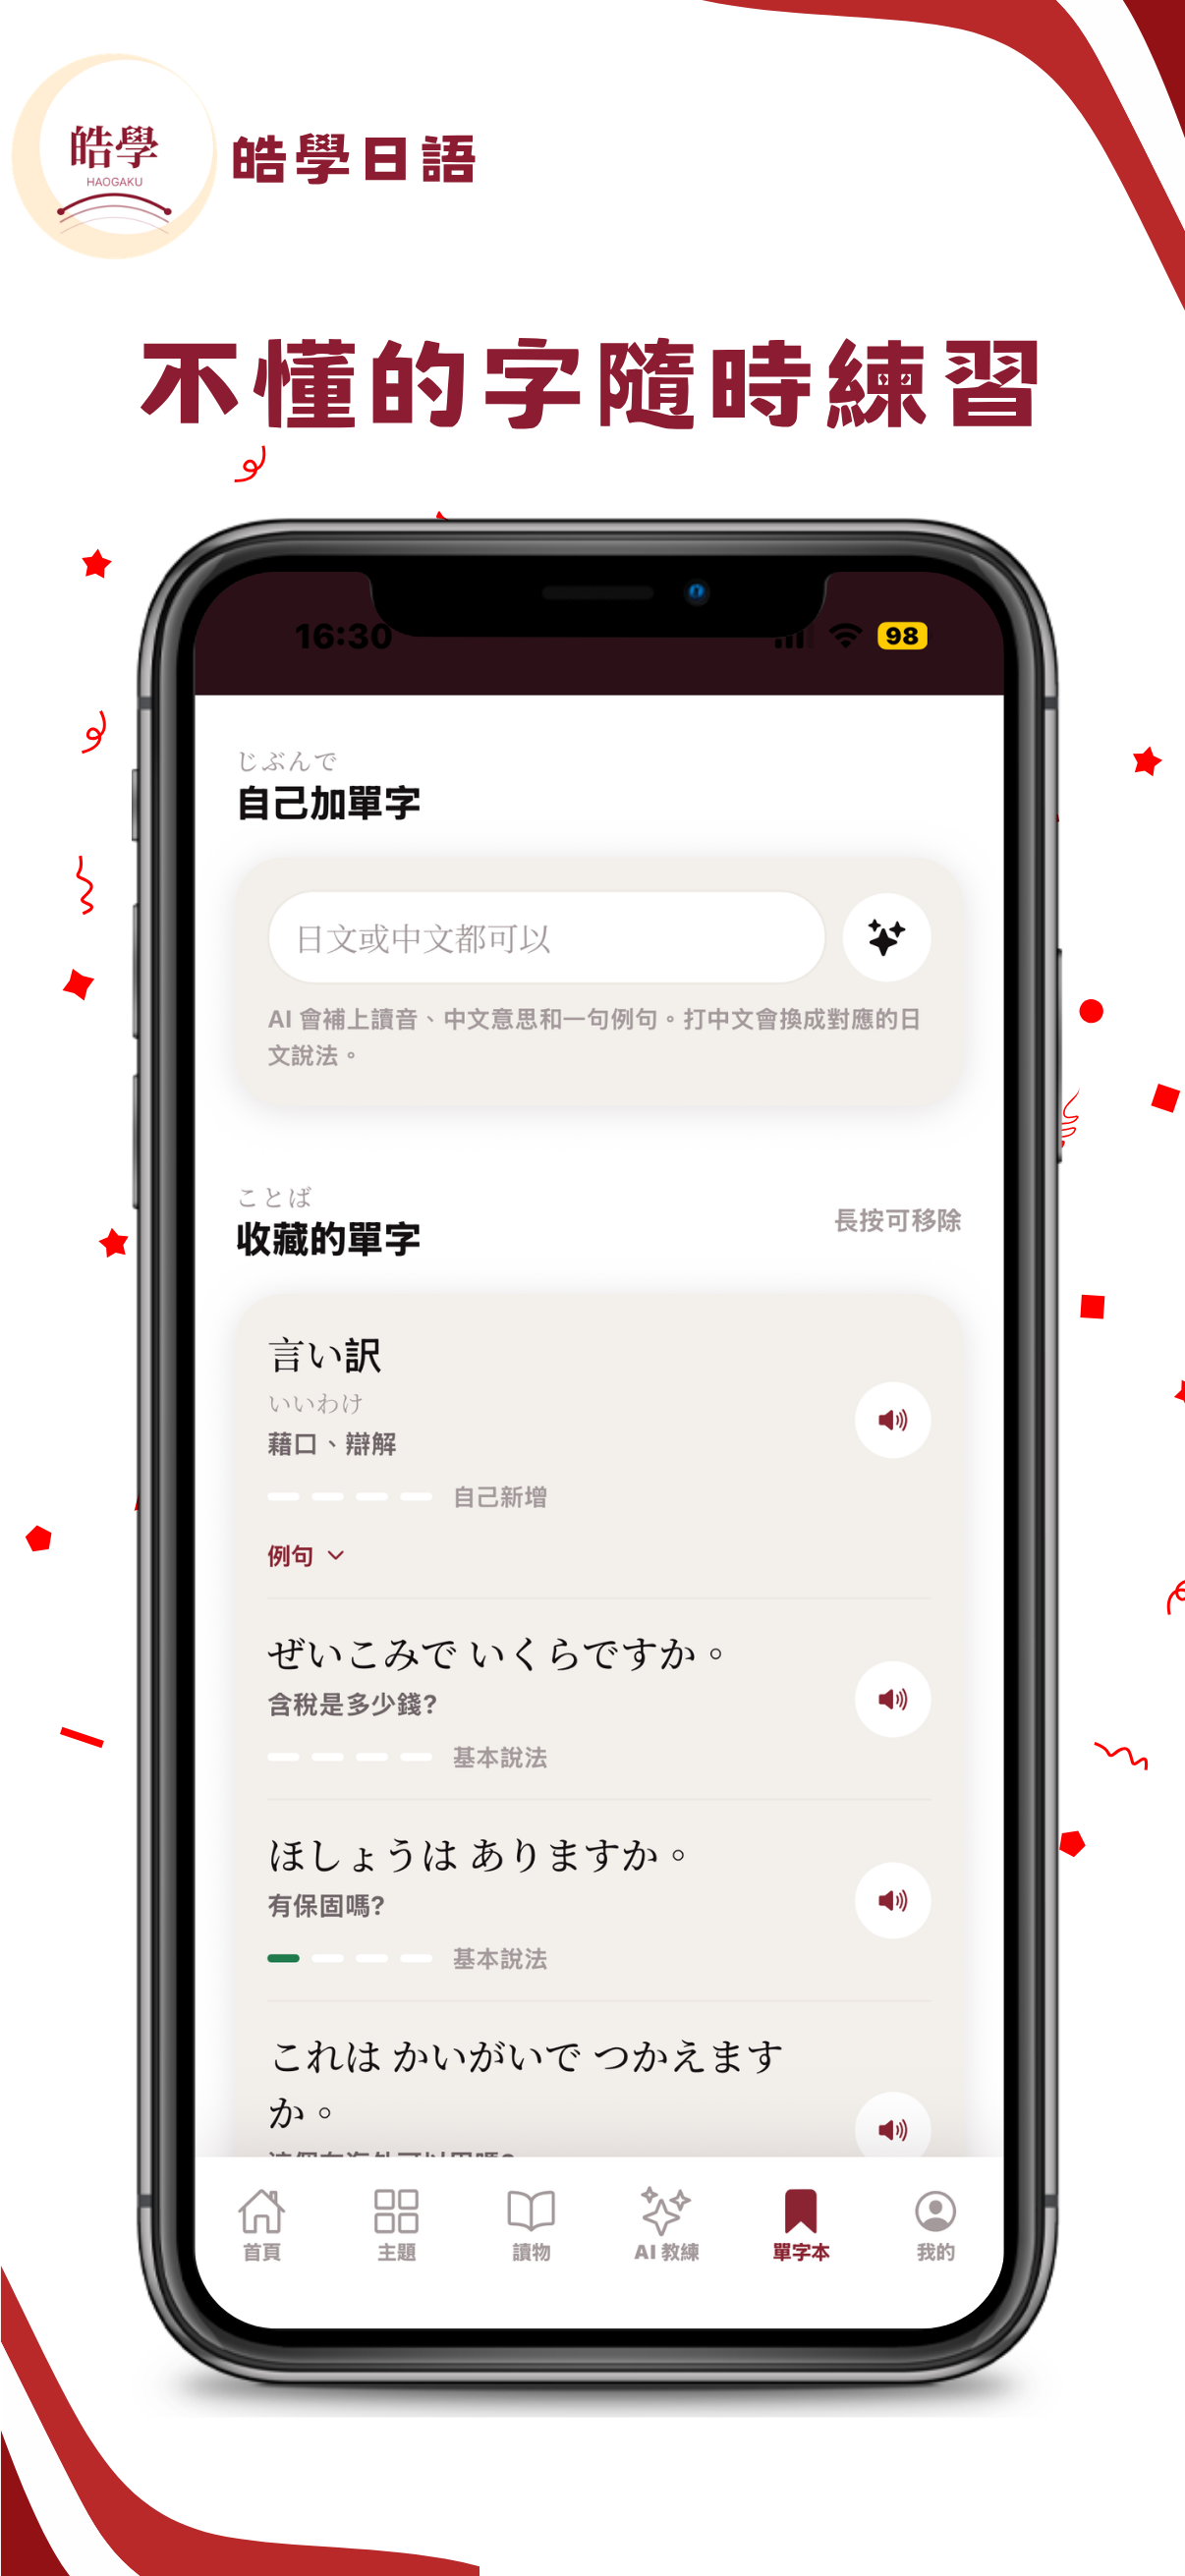 皓學
HAOGAKU
皓學日語
不懂的字隨時練習
16:30
98
じぶんで
自己加單字
日文或中文都可以
AI 會補上讀音、中文意思和一句例句。打中文會換成對應的日
文說法。
ことば
收藏的單字
長按可移除
言い訳
いいわけ
藉口、辯解
自己新增
例句
ぜいこみで いくらですか。
含稅是多少錢?
基本說法
ほしょうは ありますか。
有保固嗎?
基本說法
これは かいがいで つかえます
か。
首頁
主題
讀物
AI 教練
單字本
我的